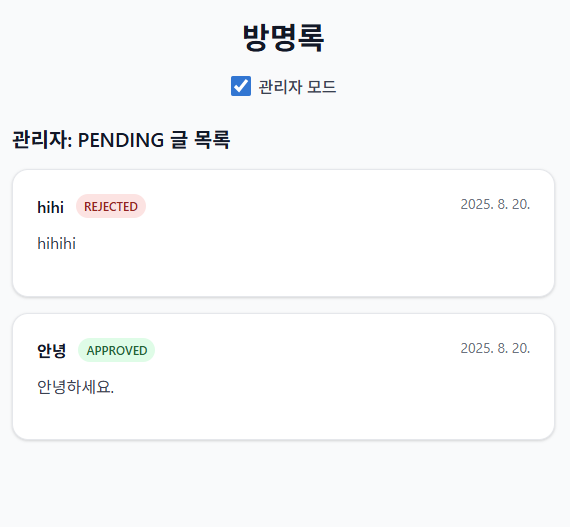 방명록
관리자 모드
관리자: PENDING 글 목록
hihi REJECTED 2025. 8. 20.
hihihi
안녕 APPROVED 2025. 8. 20.
안녕하세요.